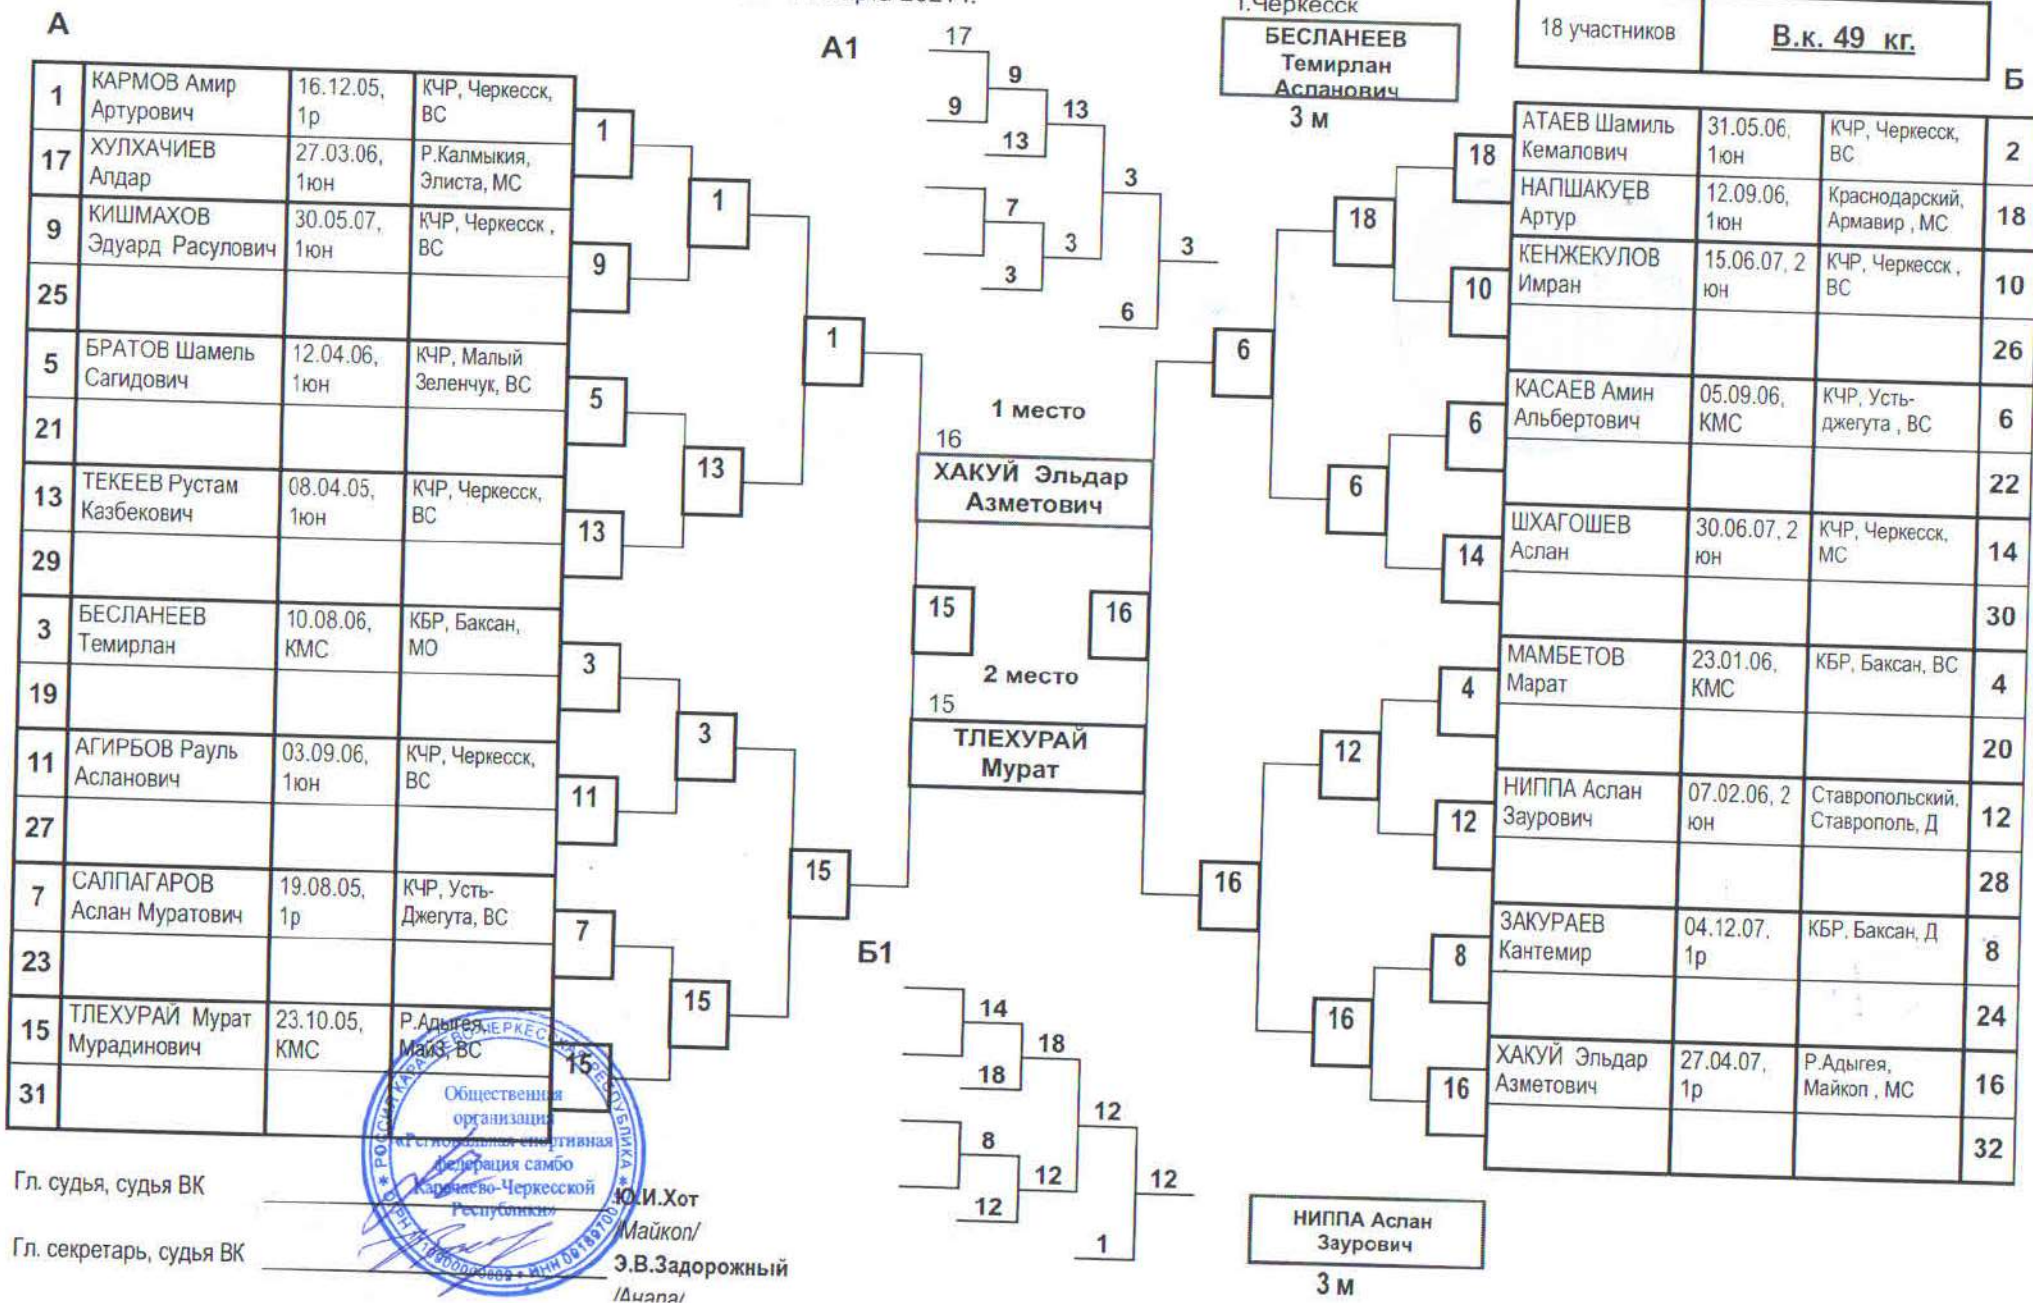 г.Черкесск
А
А1
БЕСЛАНЕЕВ
Темирлан
Асланович
3 м
18 участников
В.к. 49 кг.
Б
1
КАРМОВ Амир
Артурович
16.12.05,
1р
КЧР, Черкесск,
ВС
17
ХУЛХАЧИЕВ
Алдар
27.03.06,
1юн
Р.Калмыкия,
Элиста, МС
9
КИШМАХОВ
Эдуард Расулович
30.05.07,
1юн
КЧР, Черкесск ,
ВС
25
5
БРАТОВ Шамель
Сагидович
12.04.06,
1юн
КЧР, Малый
Зеленчук, ВС
21
13
ТЕКЕЕВ Рустам
Казбекович
08.04.05,
1юн
КЧР, Черкесск,
ВС
29
3
БЕСЛАНЕЕВ
Темирлан
10.08.06,
КМС
КБР, Баксан,
МО
19
11
АГИРБОВ Рауль
Асланович
03.09.06,
1юн
КЧР, Черкесск,
ВС
27
7
САЛПАГАРОВ
Аслан Муратович
19.08.05,
1р
КЧР, Усть-
Джегута, ВС
23
15
ТЛЕХУРАЙ Мурат
Мурадинович
23.10.05,
КМС
Р.Адыгея,
Май3, ВС
31
1
9
5
13
3
11
7
15
1
13
3
15
1
15
17
9
9
13
13
7
3
3
3
6
3
1 место
16
ХАКУЙ Эльдар
Азметович
15
16
2 место
15
ТЛЕХУРАЙ
Мурат
Б1
14
18
18
8
12
12
12
1
12
6
16
18
6
12
16
18
10
6
14
4
12
8
16
АТАЕВ Шамиль
Кемалович
31.05.06,
1юн
КЧР, Черкесск,
ВС
2
НАПШАКУЕВ
Артур
12.09.06,
1юн
Краснодарский,
Армавир , МС
18
КЕНЖЕКУЛОВ
Имран
15.06.07, 2
юн
КЧР, Черкесск ,
ВС
10
26
КАСАЕВ Амин
Альбертович
05.09.06,
КМС
КЧР, Усть-
джегута , ВС
6
22
ШХАГОШЕВ
Аслан
30.06.07, 2
юн
КЧР, Черкесск,
МС
14
30
МАМБЕТОВ
Марат
23.01.06,
КМС
КБР, Баксан, ВС
4
20
НИППА Аслан
Заурович
07.02.06, 2
юн
Ставропольский,
Ставрополь, Д
12
28
ЗАКУРАЕВ
Кантемир
04.12.07,
1р
КБР, Баксан, Д
8
24
ХАКУЙ Эльдар
Азметович
27.04.07,
1р
Р.Адыгея,
Майкоп , МС
16
32
НИППА Аслан
Заурович
3 м
Гл. судья, судья ВК
Ю.И.Хот
/Майкоп/
Гл. секретарь, судья ВК
Э.В.Задорожный
/Анапа/
Общественная
организация
«Региональная спортивная
федерация самбо
Карачаево-Черкесской
Республики»